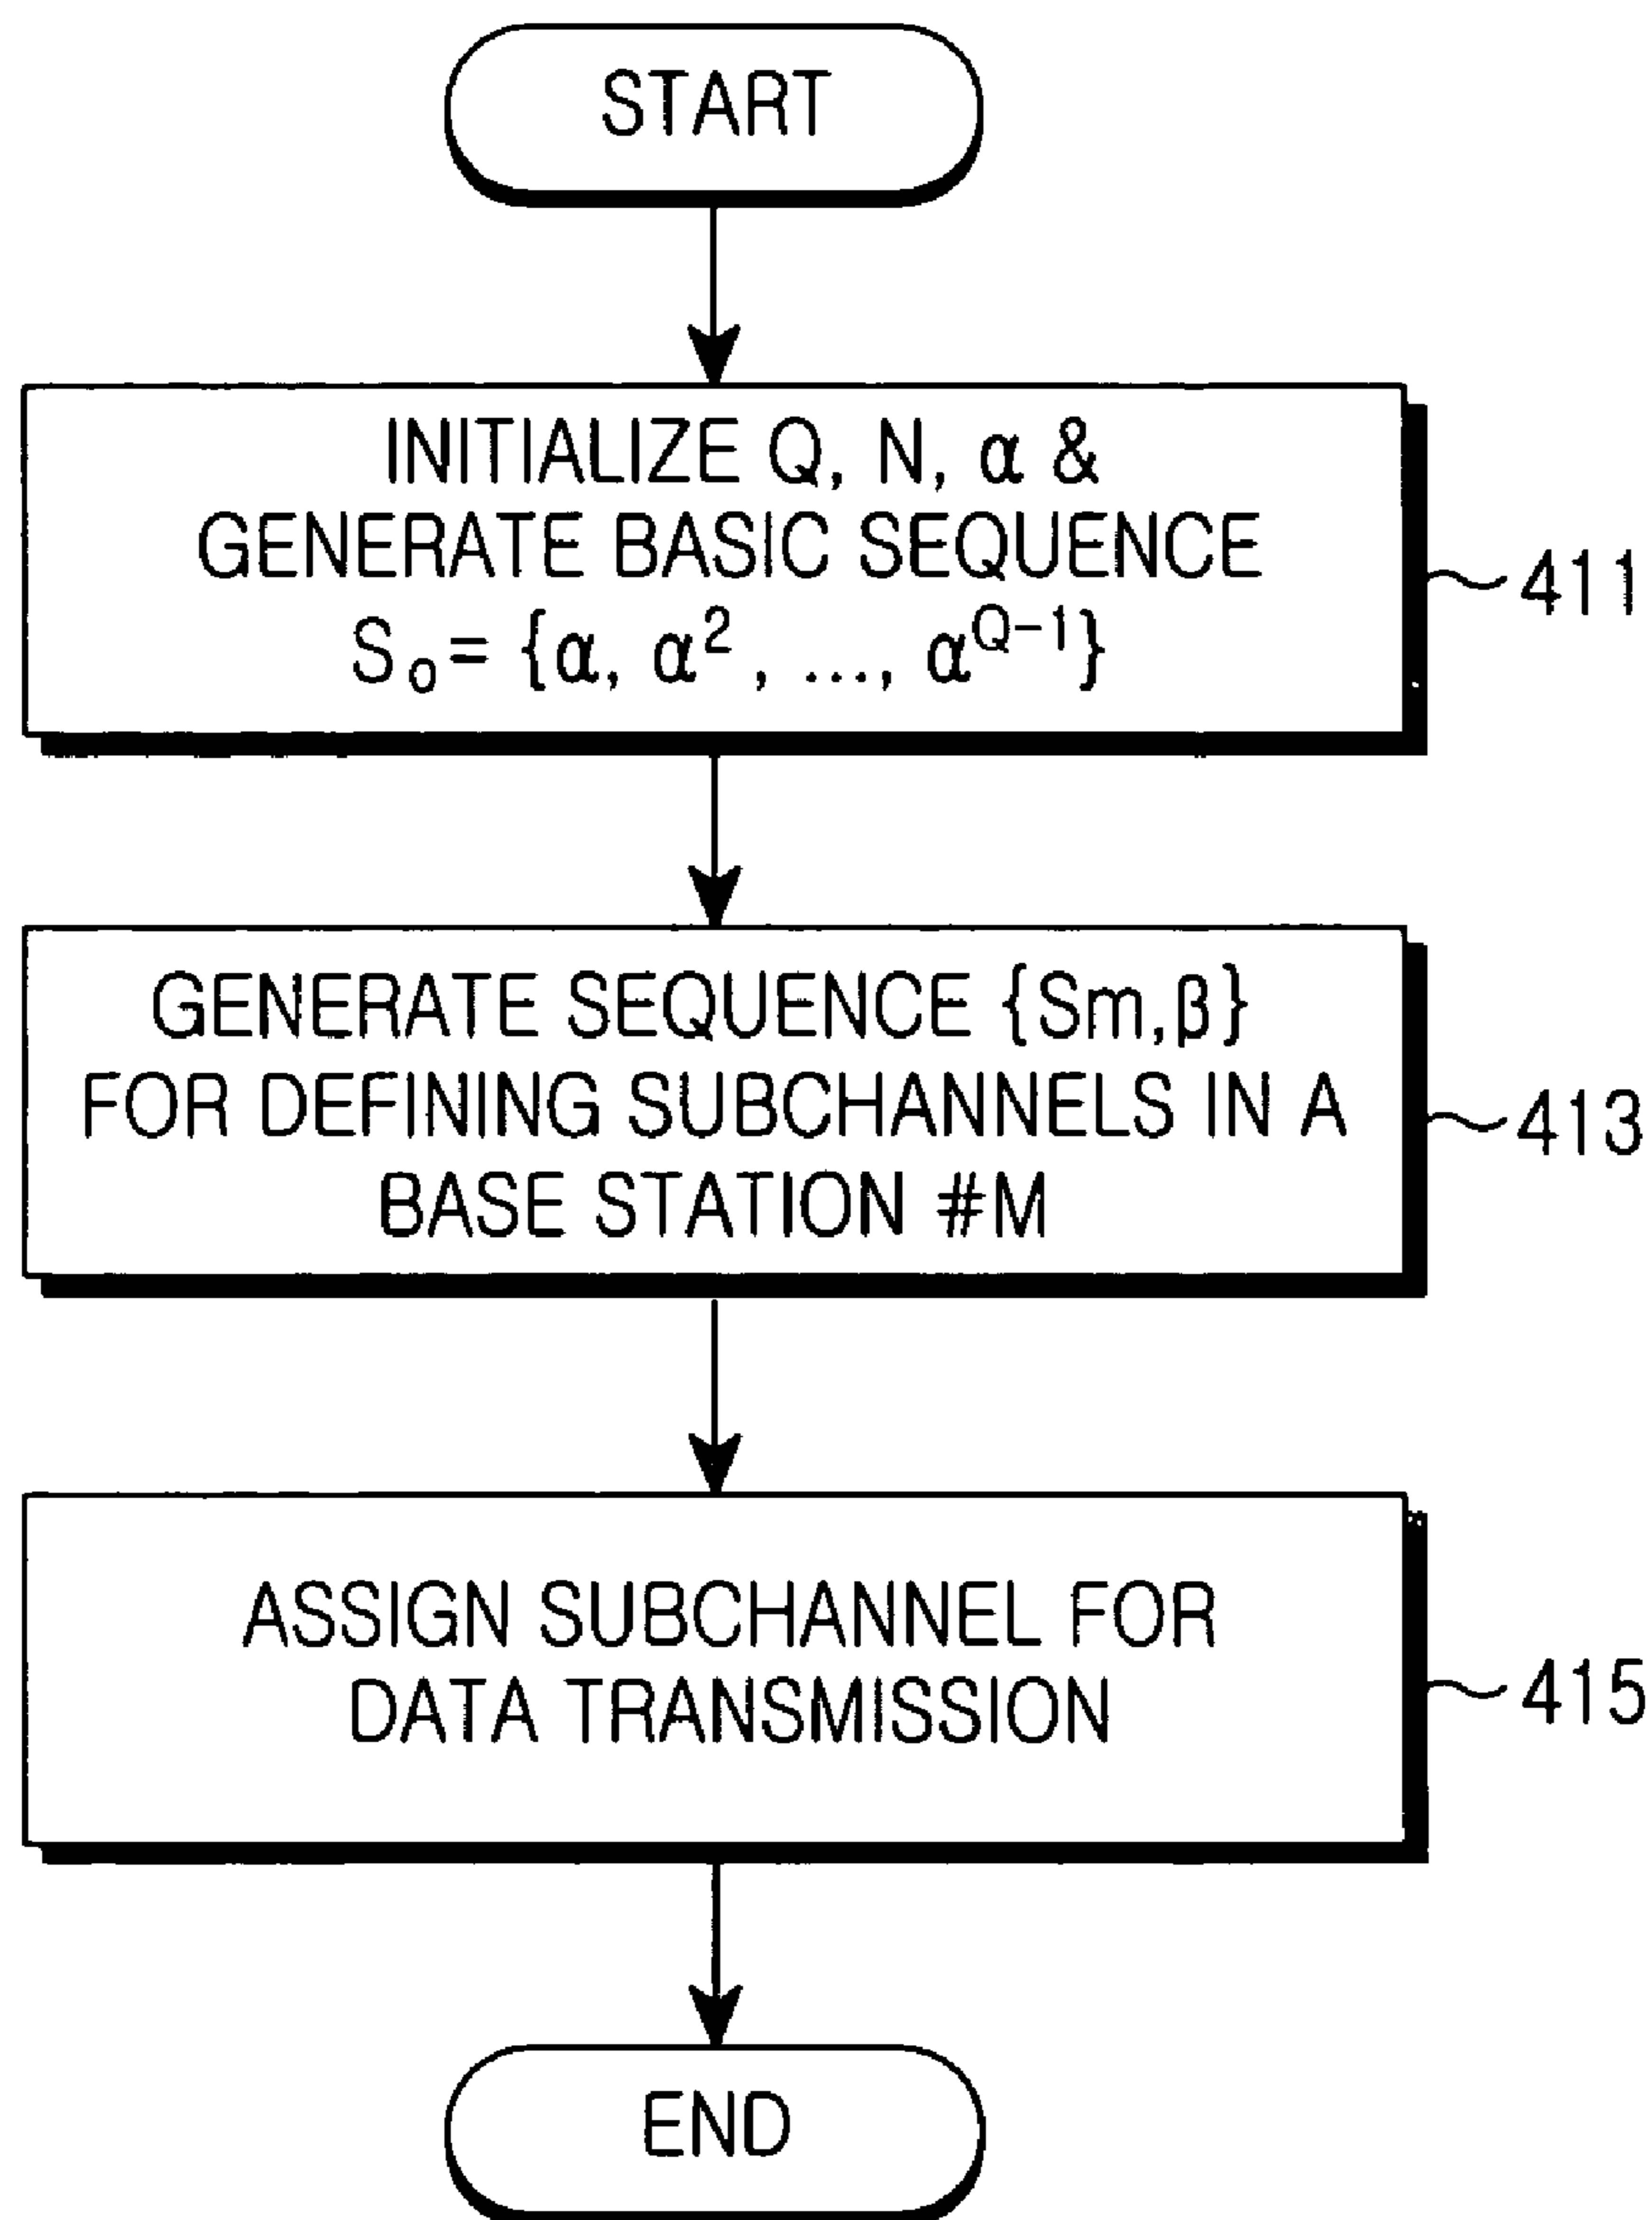 START
INITIALIZE Q, N, α &
GENERATE BASIC SEQUENCE
S₀= {α, α², ..., α^{Q-1}}
411
GENERATE SEQUENCE {Sm,β}
FOR DEFINING SUBCHANNELS IN A
BASE STATION #M
413
ASSIGN SUBCHANNEL FOR
DATA TRANSMISSION
415
END